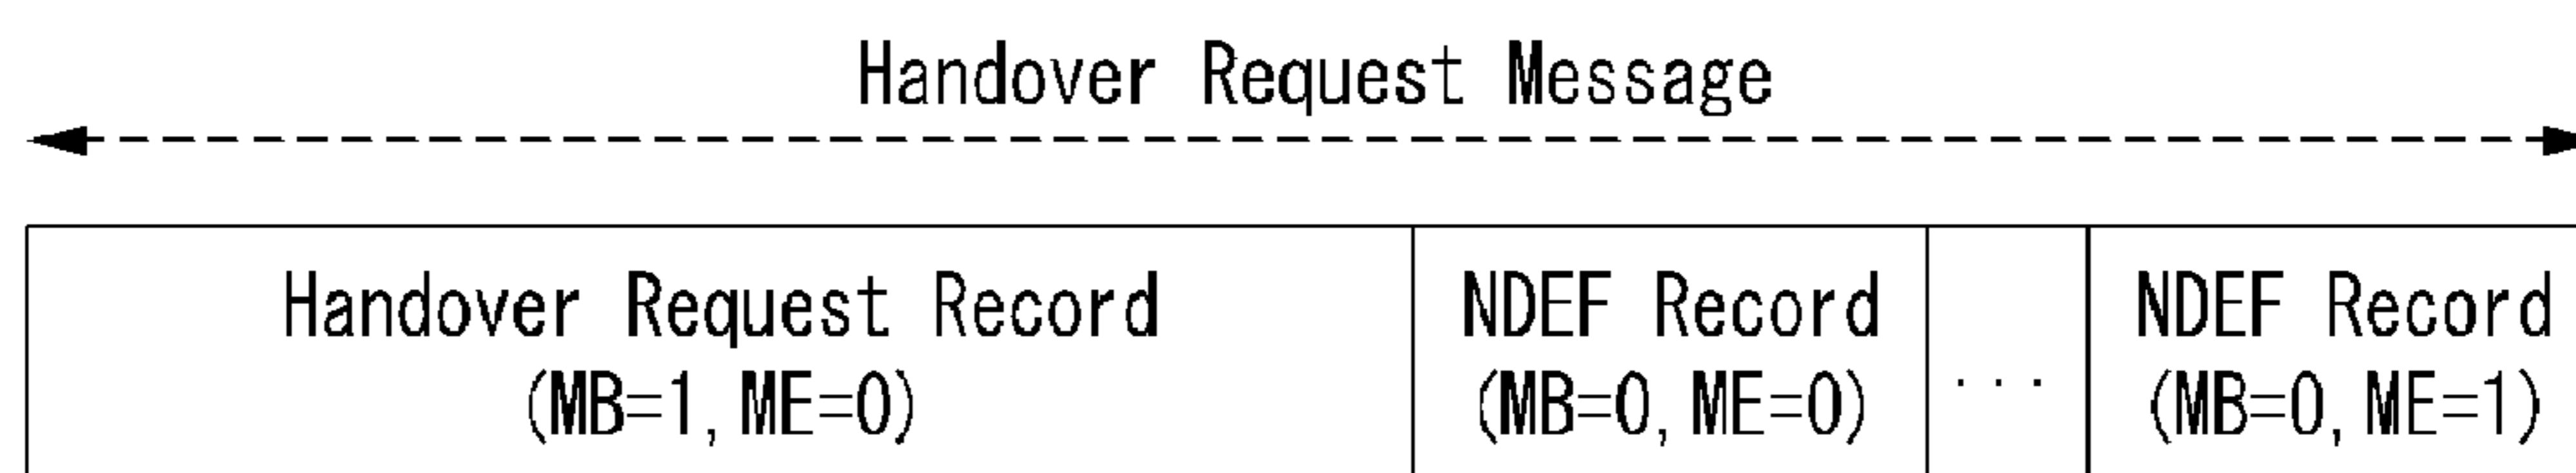 Handover Request Message
Handover Request Record
(MB=1, ME=0)
NDEF Record
(MB=0, ME=0)
...
NDEF Record
(MB=0, ME=1)